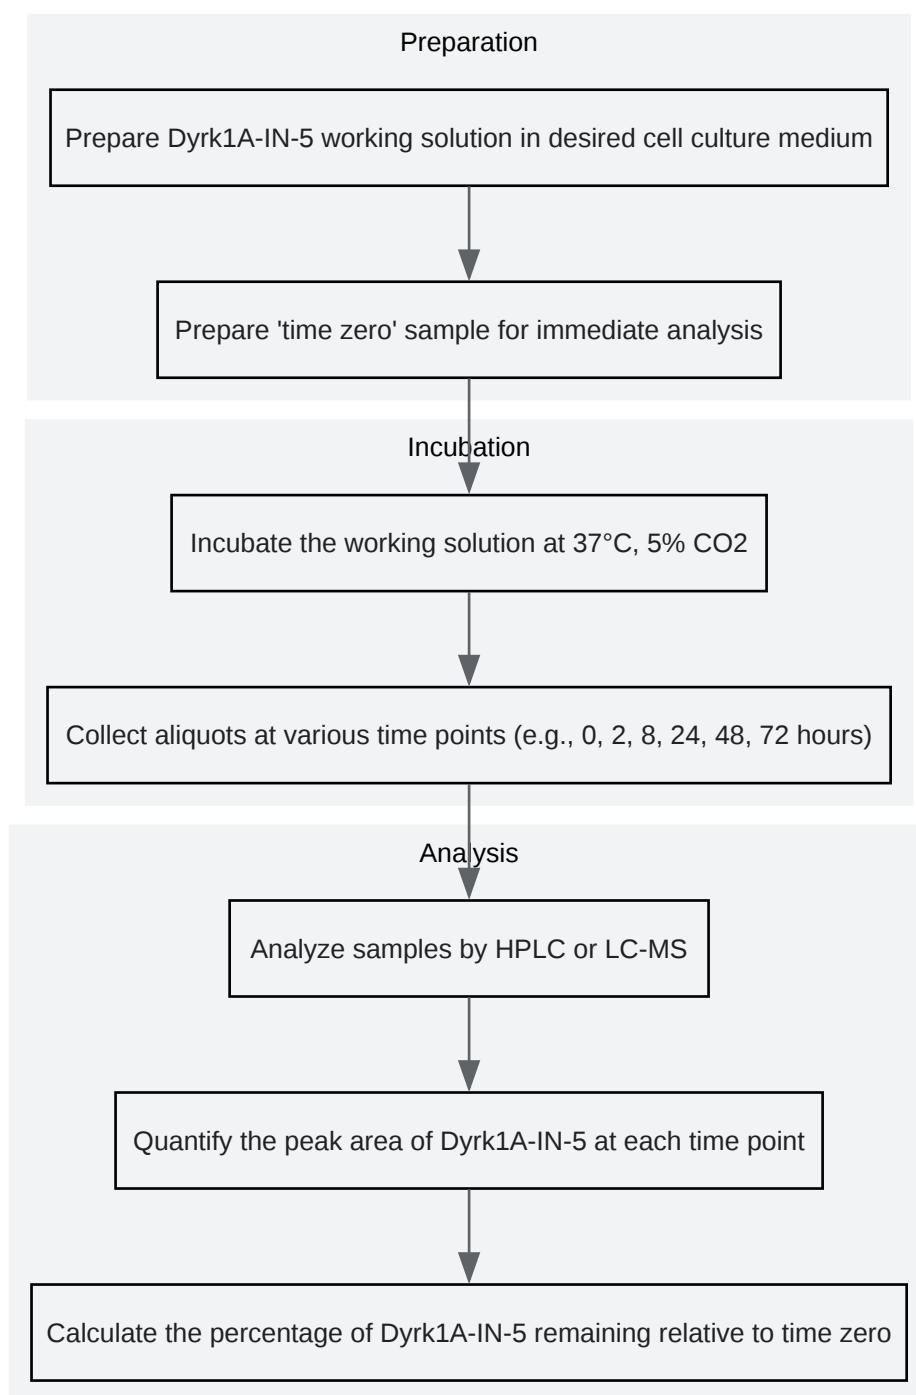 Preparation
Prepare Dyrk1A-IN-5 working solution in desired cell culture medium
Prepare 'time zero' sample for immediate analysis
Incubation
Incubate the working solution at 37°C, 5% CO2
Collect aliquots at various time points (e.g., 0, 2, 8, 24, 48, 72 hours)
Analysis
Analyze samples by HPLC or LC-MS
Quantify the peak area of Dyrk1A-IN-5 at each time point
Calculate the percentage of Dyrk1A-IN-5 remaining relative to time zero